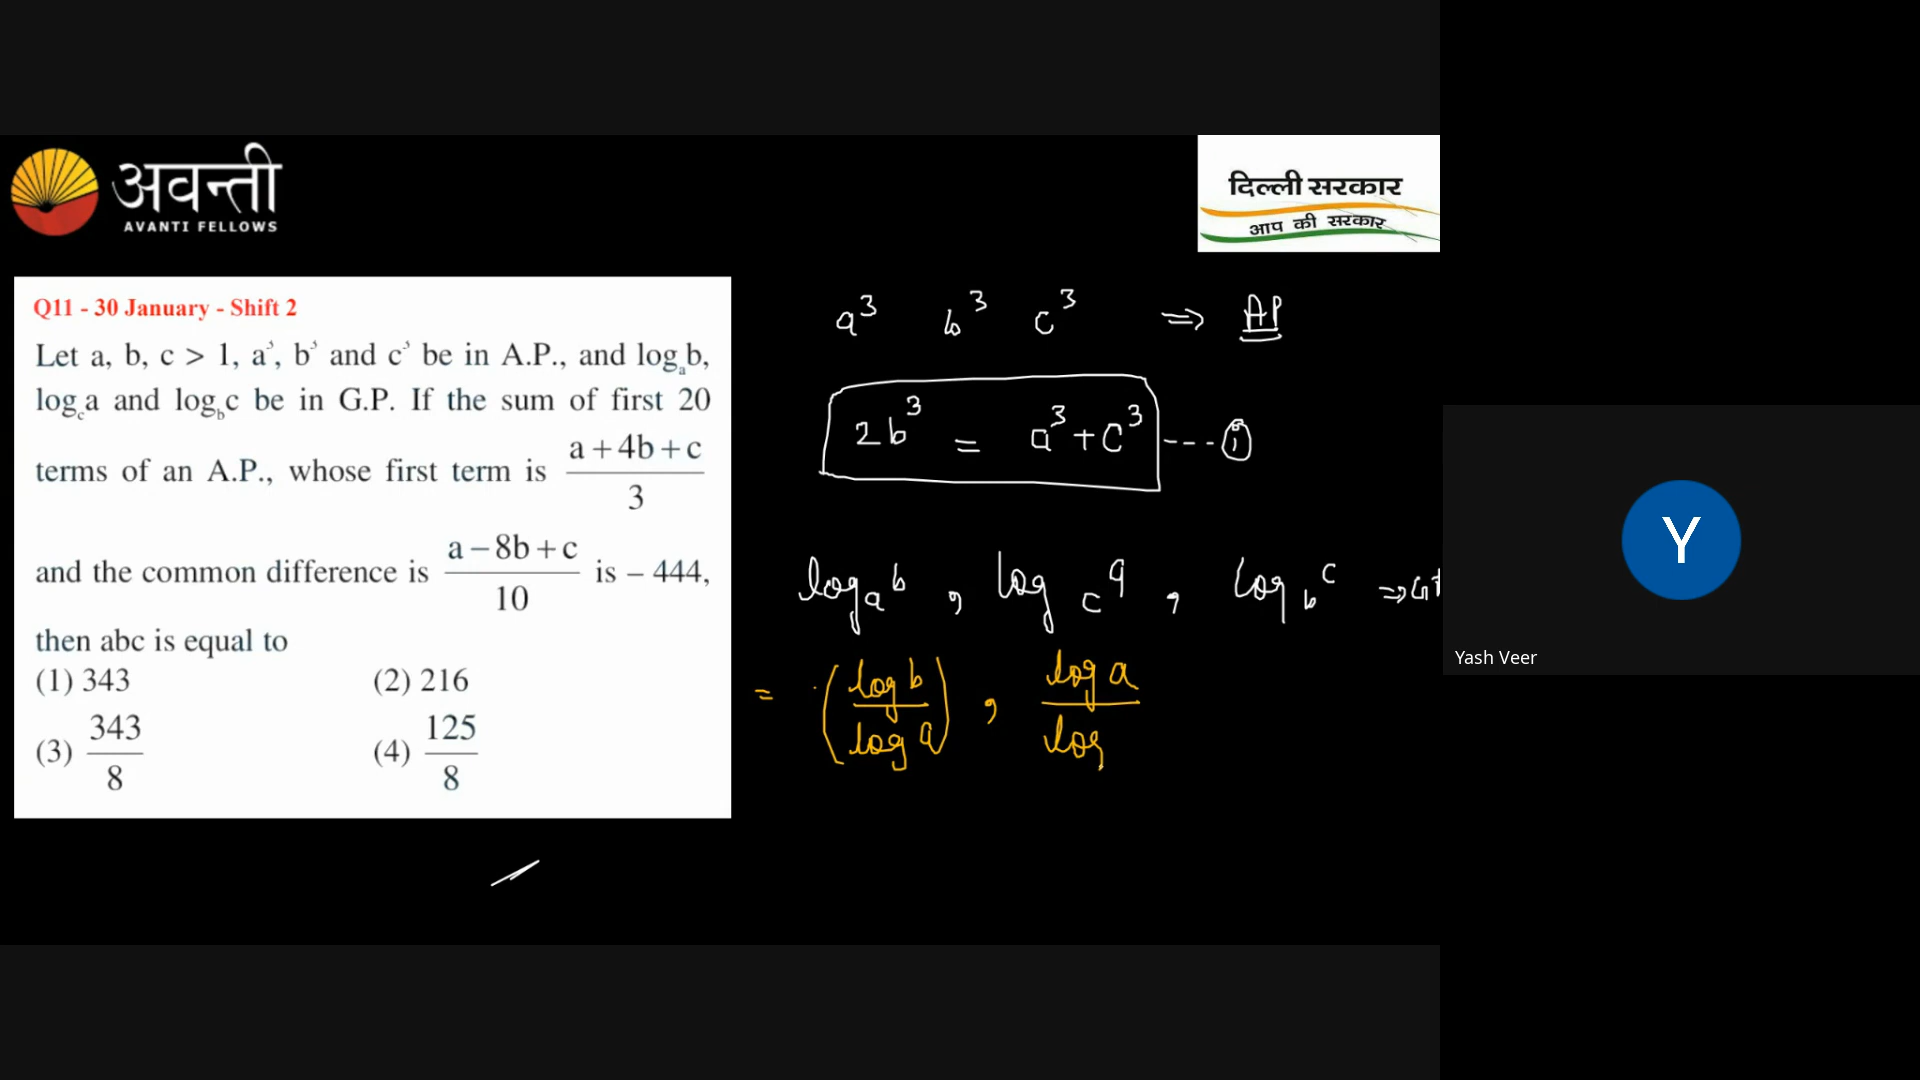 अवन्ती
AVANTI FELLOWS
दिल्ली सरकार
आप की सरकार
Q11 - 30 January - Shift 2
Let a, b, c > 1, a³, b³ and c³ be in A.P., and logₐb,
log_c a and log_b c be in G.P. If the sum of first 20
terms of an A.P., whose first term is (a + 4b + c)/3
and the common difference is (a – 8b + c)/10 is – 444,
then abc is equal to
(1) 343 (2) 216
(3) 343/8 (4) 125/8
a³ b³ c³ ⇒ AP
2b³ = a³ + c³ ---- ①
logₐb , log_c a , log_b c ⇒
= (log b / log a) , log a / log
Y
Yash Veer